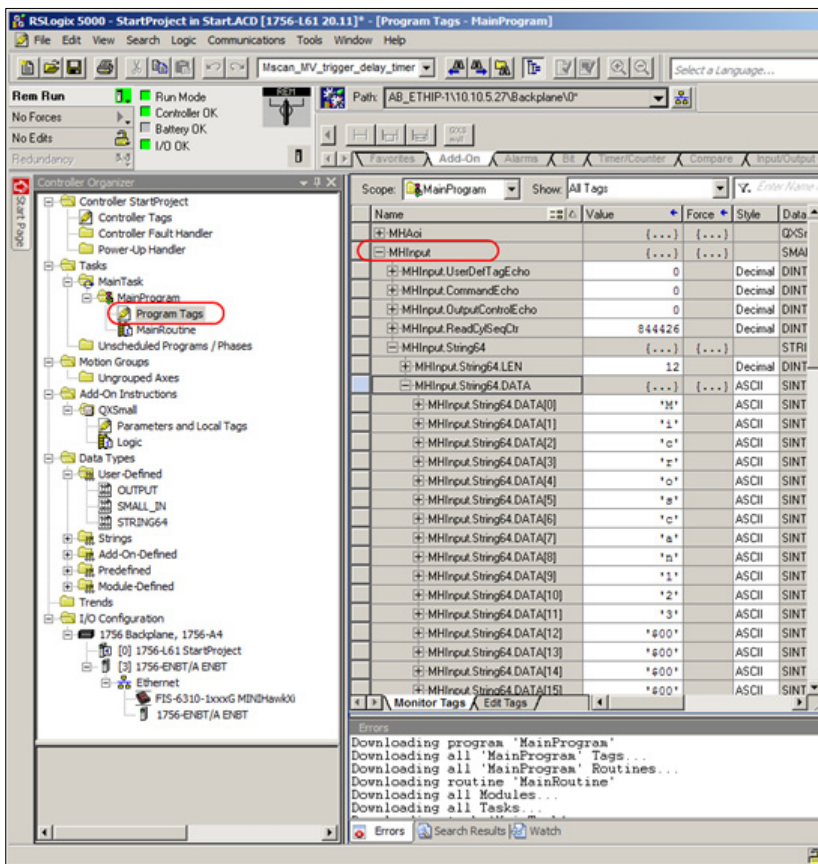 RSLogix 5000 - StartProject in Start.ACD [1756-L61 20.11]* - [Program Tags - MainProgram]
File Edit View Search Logic Communications Tools Window Help
Mscan_MV_trigger_delay_timer
Select a Language...
Rem Run
Run Mode
REM
Path: AB_ETHIP-1\10.10.5.27\Backplane\0*
No Forces
Controller OK
No Edits
Battery OK
Redundancy
I/O OK
Favorites Add-On Alarms Bit Timer/Counter Compare Input/Output
Start Page
Controller Organizer
Controller StartProject
Controller Tags
Controller Fault Handler
Power-Up Handler
Tasks
MainTask
MainProgram
Program Tags
MainRoutine
Unscheduled Programs / Phases
Motion Groups
Ungrouped Axes
Add-On Instructions
QXSmall
Parameters and Local Tags
Logic
Data Types
User-Defined
OUTPUT
SMALL_IN
STRING64
Strings
Add-On-Defined
Predefined
Module-Defined
Trends
I/O Configuration
1756 Backplane, 1756-A4
[0] 1756-L61 StartProject
[3] 1756-ENBT/A ENBT
Ethernet
FIS-6310-1xxxG MINIHawkXi
1756-ENBT/A ENBT
Scope: MainProgram Show: All Tags
Name Value Force Style Data
MHAoi {...} {...} QXSr
MHInput {...} {...} SMAI
MHInput.UserDefTagEcho 0 Decimal DINT
MHInput.CommandEcho 0 Decimal DINT
MHInput.OutputControlEcho 0 Decimal DINT
MHInput.ReadCylSeqCtr 844426 Decimal DINT
MHInput.String64 {...} {...} STRI
MHInput.String64.LEN 12 Decimal DINT
MHInput.String64.DATA {...} {...} ASCII SINT
MHInput.String64.DATA[0] 'M' ASCII SINT
MHInput.String64.DATA[1] 'i' ASCII SINT
MHInput.String64.DATA[2] 'c' ASCII SINT
MHInput.String64.DATA[3] 'r' ASCII SINT
MHInput.String64.DATA[4] 'o' ASCII SINT
MHInput.String64.DATA[5] 's' ASCII SINT
MHInput.String64.DATA[6] 'c' ASCII SINT
MHInput.String64.DATA[7] 'a' ASCII SINT
MHInput.String64.DATA[8] 'n' ASCII SINT
MHInput.String64.DATA[9] '1' ASCII SINT
MHInput.String64.DATA[10] '2' ASCII SINT
MHInput.String64.DATA[11] '3' ASCII SINT
MHInput.String64.DATA[12] '$00' ASCII SINT
MHInput.String64.DATA[13] '$00' ASCII SINT
MHInput.String64.DATA[14] '$00' ASCII SINT
MHInput.String64.DATA[15] '$00' ASCII SINT
Monitor Tags Edit Tags
Errors
Downloading program 'MainProgram'
Downloading all 'MainProgram' Tags...
Downloading all 'MainProgram' Routines...
Downloading routine 'MainRoutine'
Downloading all Modules...
Downloading all Tasks...
Errors Search Results Watch